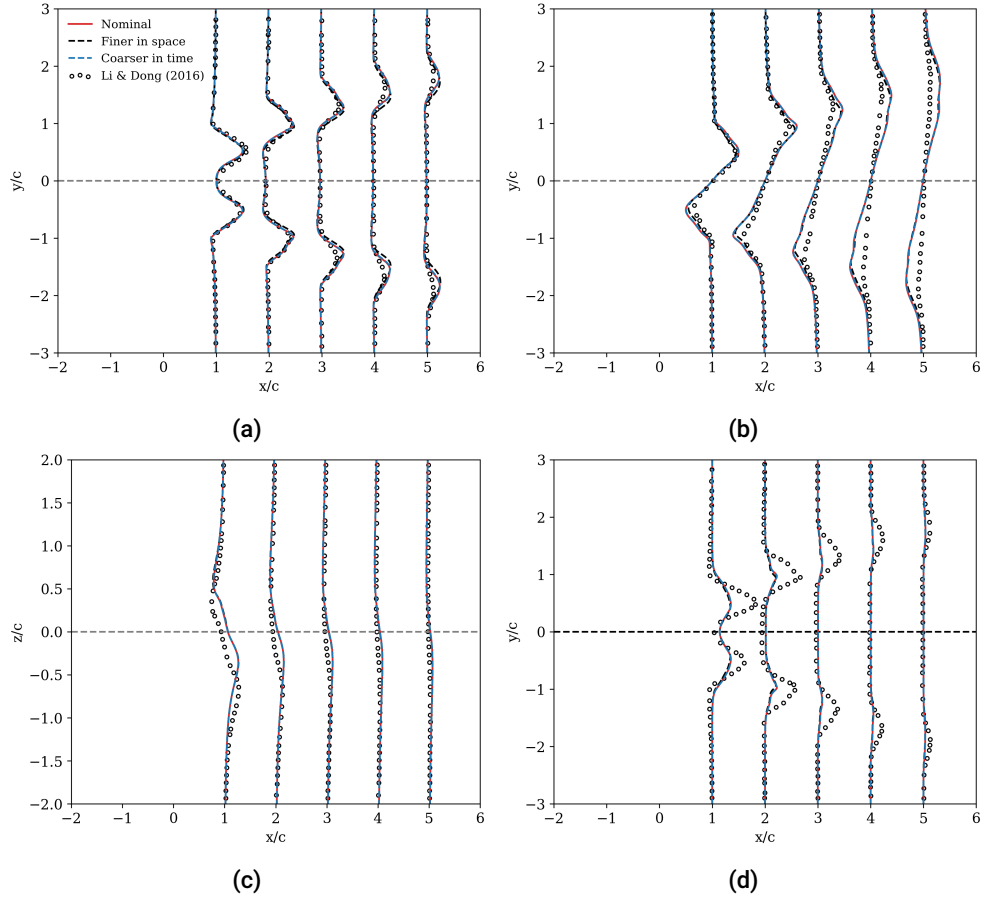 3
2
1
0
−1
−2
−3
y/c
−2 −1 0 1 2 3 4 5 6
x/c
Nominal
Finer in space
Coarser in time
Li & Dong (2016)
(a)
3
2
1
0
−1
−2
−3
y/c
−2 −1 0 1 2 3 4 5 6
x/c
(b)
2.0
1.5
1.0
0.5
0.0
−0.5
−1.0
−1.5
−2.0
z/c
−2 −1 0 1 2 3 4 5 6
x/c
(c)
3
2
1
0
−1
−2
−3
y/c
−2 −1 0 1 2 3 4 5 6
x/c
(d)